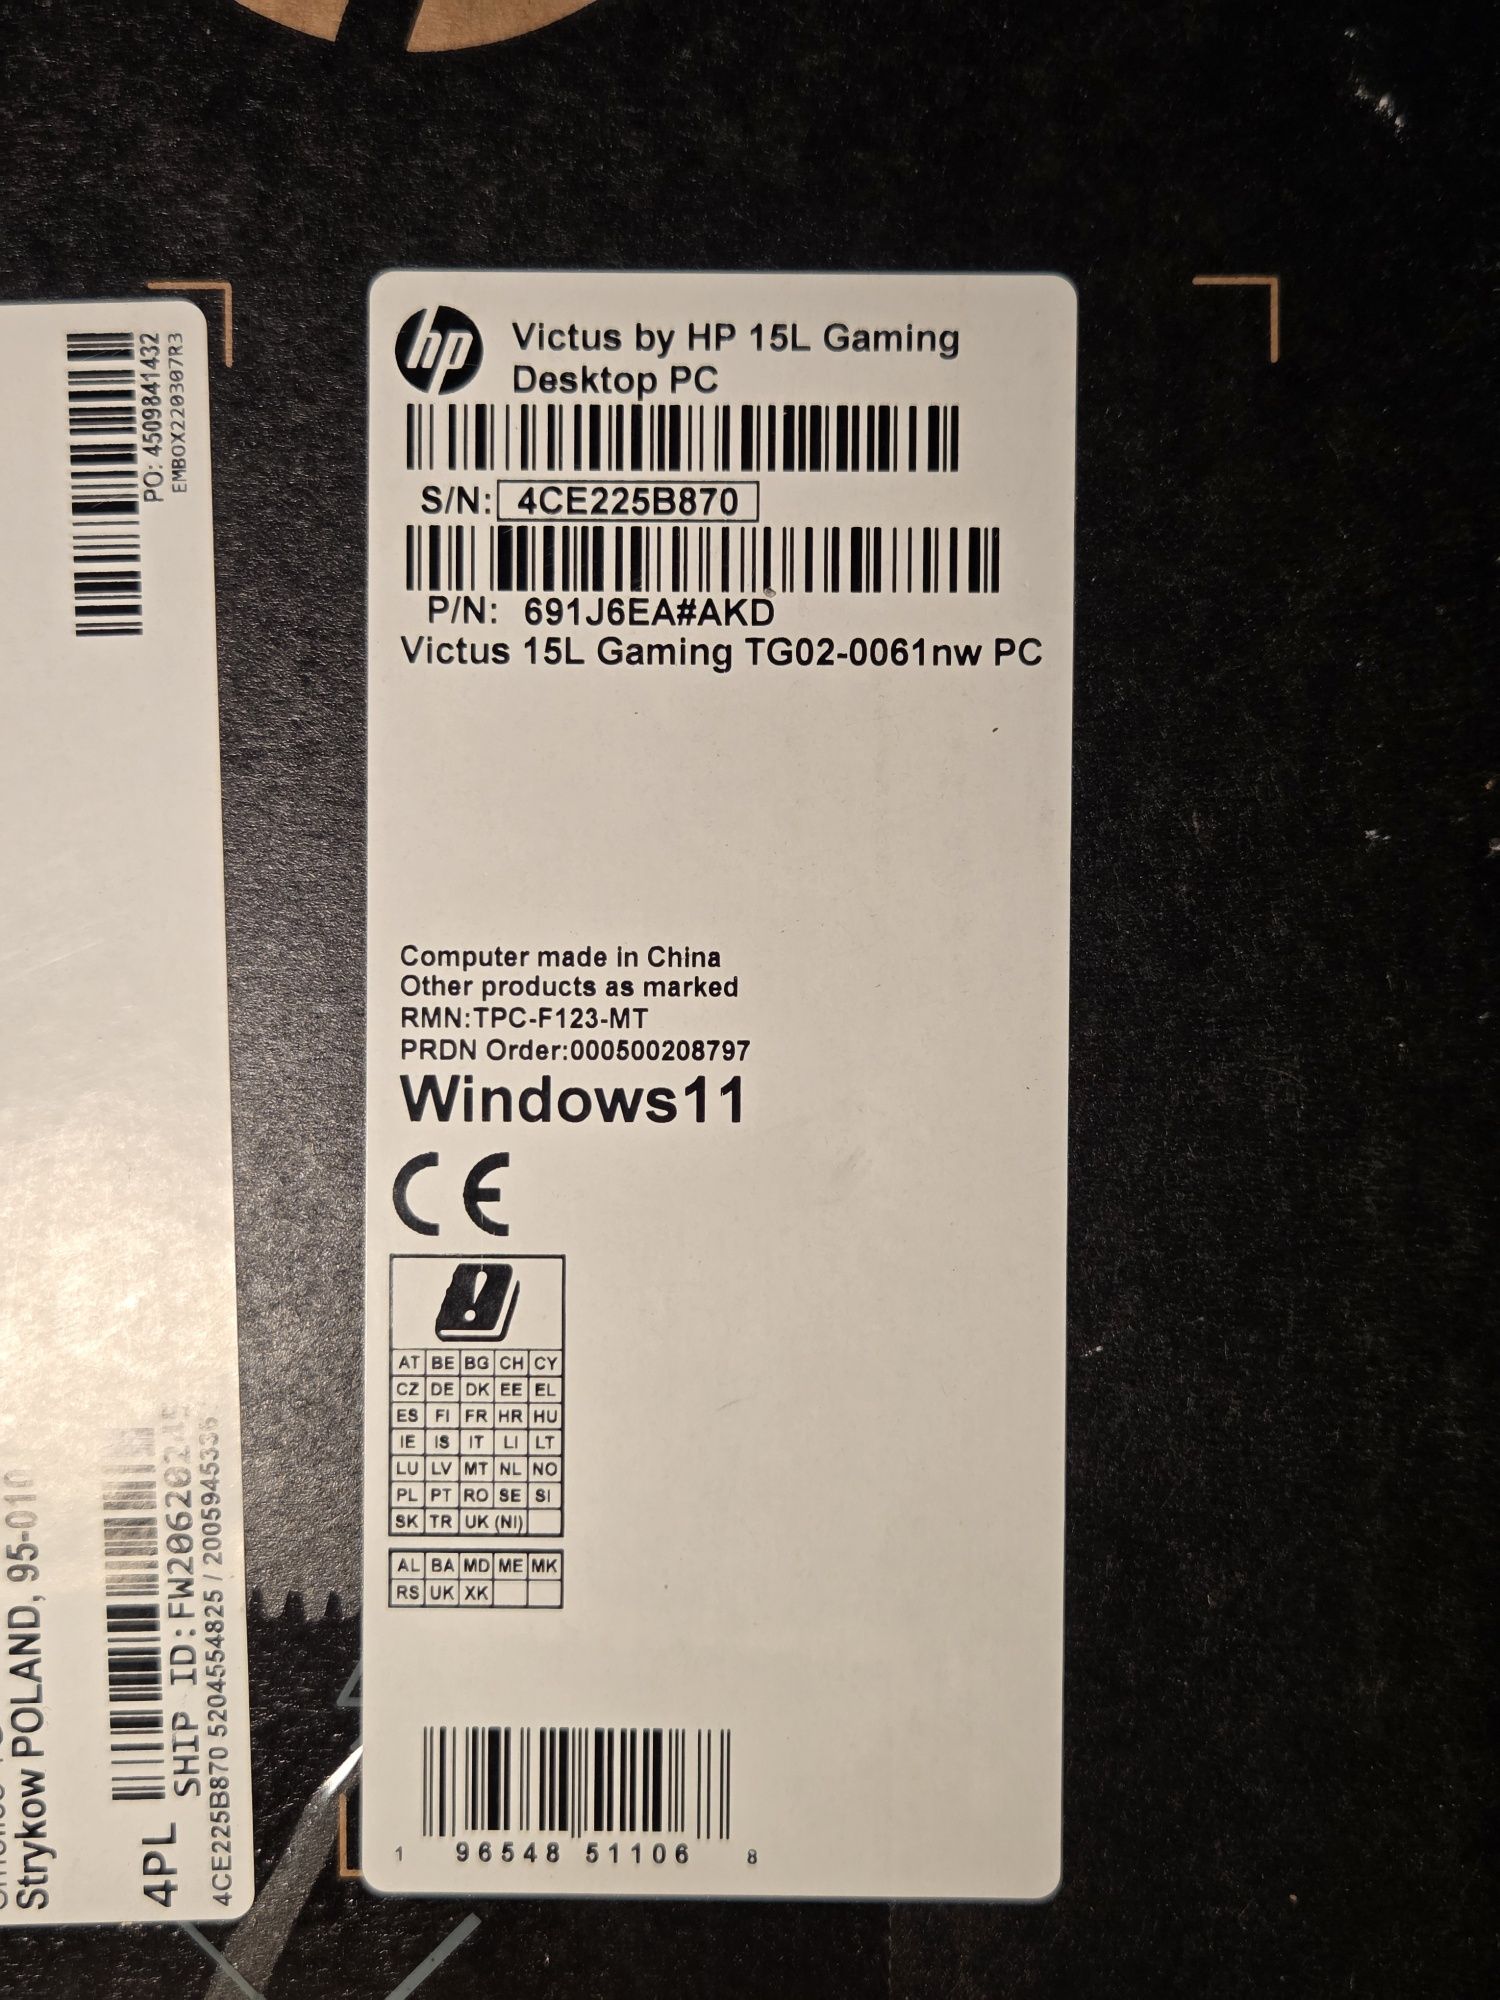 PO: 4509841432
EMBOX220307R3
Strykow POLAND, 95-010
4PL
SHIP ID:FW206202
4CE225B870 5204554825 / 2005945336
hp
Victus by HP 15L Gaming
Desktop PC
S/N: 4CE225B870
P/N: 691J6EA#AKD
Victus 15L Gaming TG02-0061nw PC
Computer made in China
Other products as marked
RMN:TPC-F123-MT
PRDN Order:000500208797
Windows11
CE
!
AT BE BG CH CY
CZ DE DK EE EL
ES FI FR HR HU
IE IS IT LI LT
LU LV MT NL NO
PL PT RO SE SI
SK TR UK (NI)
AL BA MD ME MK
RS UK XK
1 96548 51106 8